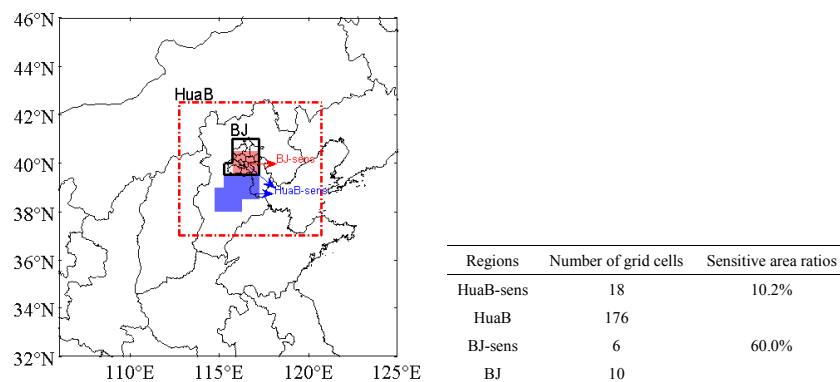 46°N
44°N
42°N
40°N
38°N
36°N
34°N
32°N
110°E 115°E 120°E 125°E
HuaB
BJ
BJ-sens
HuaB-sens
Regions Number of grid cells Sensitive area ratios
HuaB-sens 18 10.2%
HuaB 176
BJ-sens 6 60.0%
BJ 10